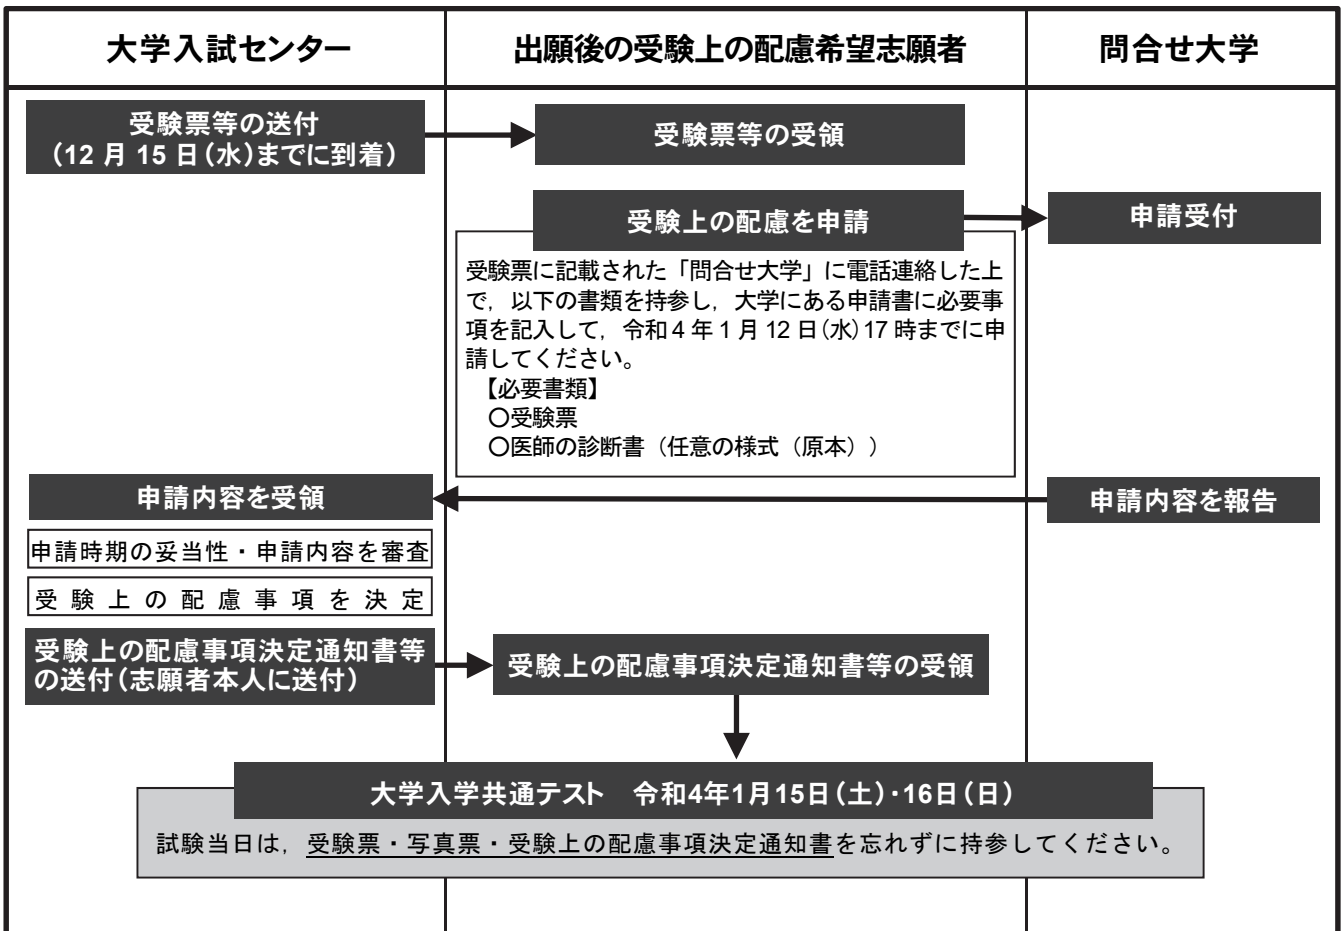 大学入試センター
出願後の受験上の配慮希望志願者
問合せ大学
受験票等の送付
(12 月 15 日(水)までに到着)
受験票等の受領
受験上の配慮を申請
申請受付
受験票に記載された「問合せ大学」に電話連絡した上
で，以下の書類を持参し，大学にある申請書に必要事
項を記入して，令和４年１月 12 日(水)17 時までに申
請してください。
【必要書類】
○受験票
○医師の診断書（任意の様式（原本））
申請内容を受領
申請内容を報告
申請時期の妥当性・申請内容を審査
受験上の配慮事項を決定
受験上の配慮事項決定通知書等
の送付(志願者本人に送付)
受験上の配慮事項決定通知書等の受領
大学入学共通テスト　令和4年1月15日(土)・16日(日)
試験当日は，受験票・写真票・受験上の配慮事項決定通知書を忘れずに持参してください。